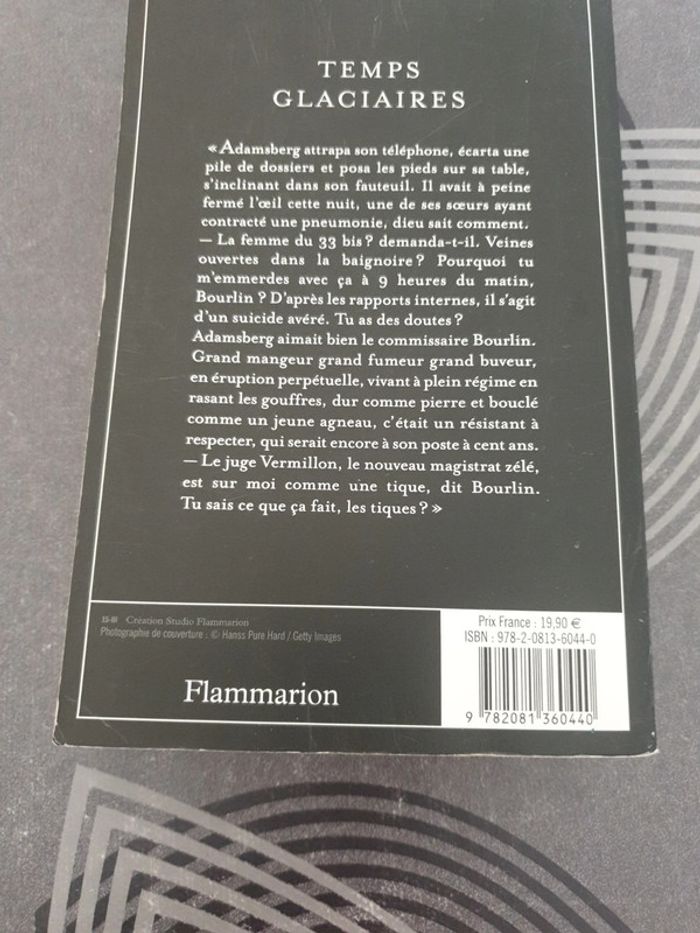 TEMPS
GLACIAIRES
« Adamsberg attrapa son téléphone, écarta une
pile de dossiers et posa les pieds sur sa table,
s'inclinant dans son fauteuil. Il avait à peine
fermé l'œil cette nuit, une de ses sœurs ayant
contracté une pneumonie, dieu sait comment.
— La femme du 33 bis ? demanda-t-il. Veines
ouvertes dans la baignoire ? Pourquoi tu
m'emmerdes avec ça à 9 heures du matin,
Bourlin ? D'après les rapports internes, il s'agit
d'un suicide avéré. Tu as des doutes ?
Adamsberg aimait bien le commissaire Bourlin.
Grand mangeur grand fumeur grand buveur,
en éruption perpétuelle, vivant à plein régime en
rasant les gouffres, dur comme pierre et bouclé
comme un jeune agneau, c'était un résistant à
respecter, qui serait encore à son poste à cent ans.
— Le juge Vermillon, le nouveau magistrat zélé,
est sur moi comme une tique, dit Bourlin.
Tu sais ce que ça fait, les tiques ? »
Création Studio Flammarion
Photographie de couverture : © Hanss Pure Hard / Getty Images
Flammarion
Prix France : 19,90 €
ISBN : 978-2-0813-6044-0
9 782081 360440